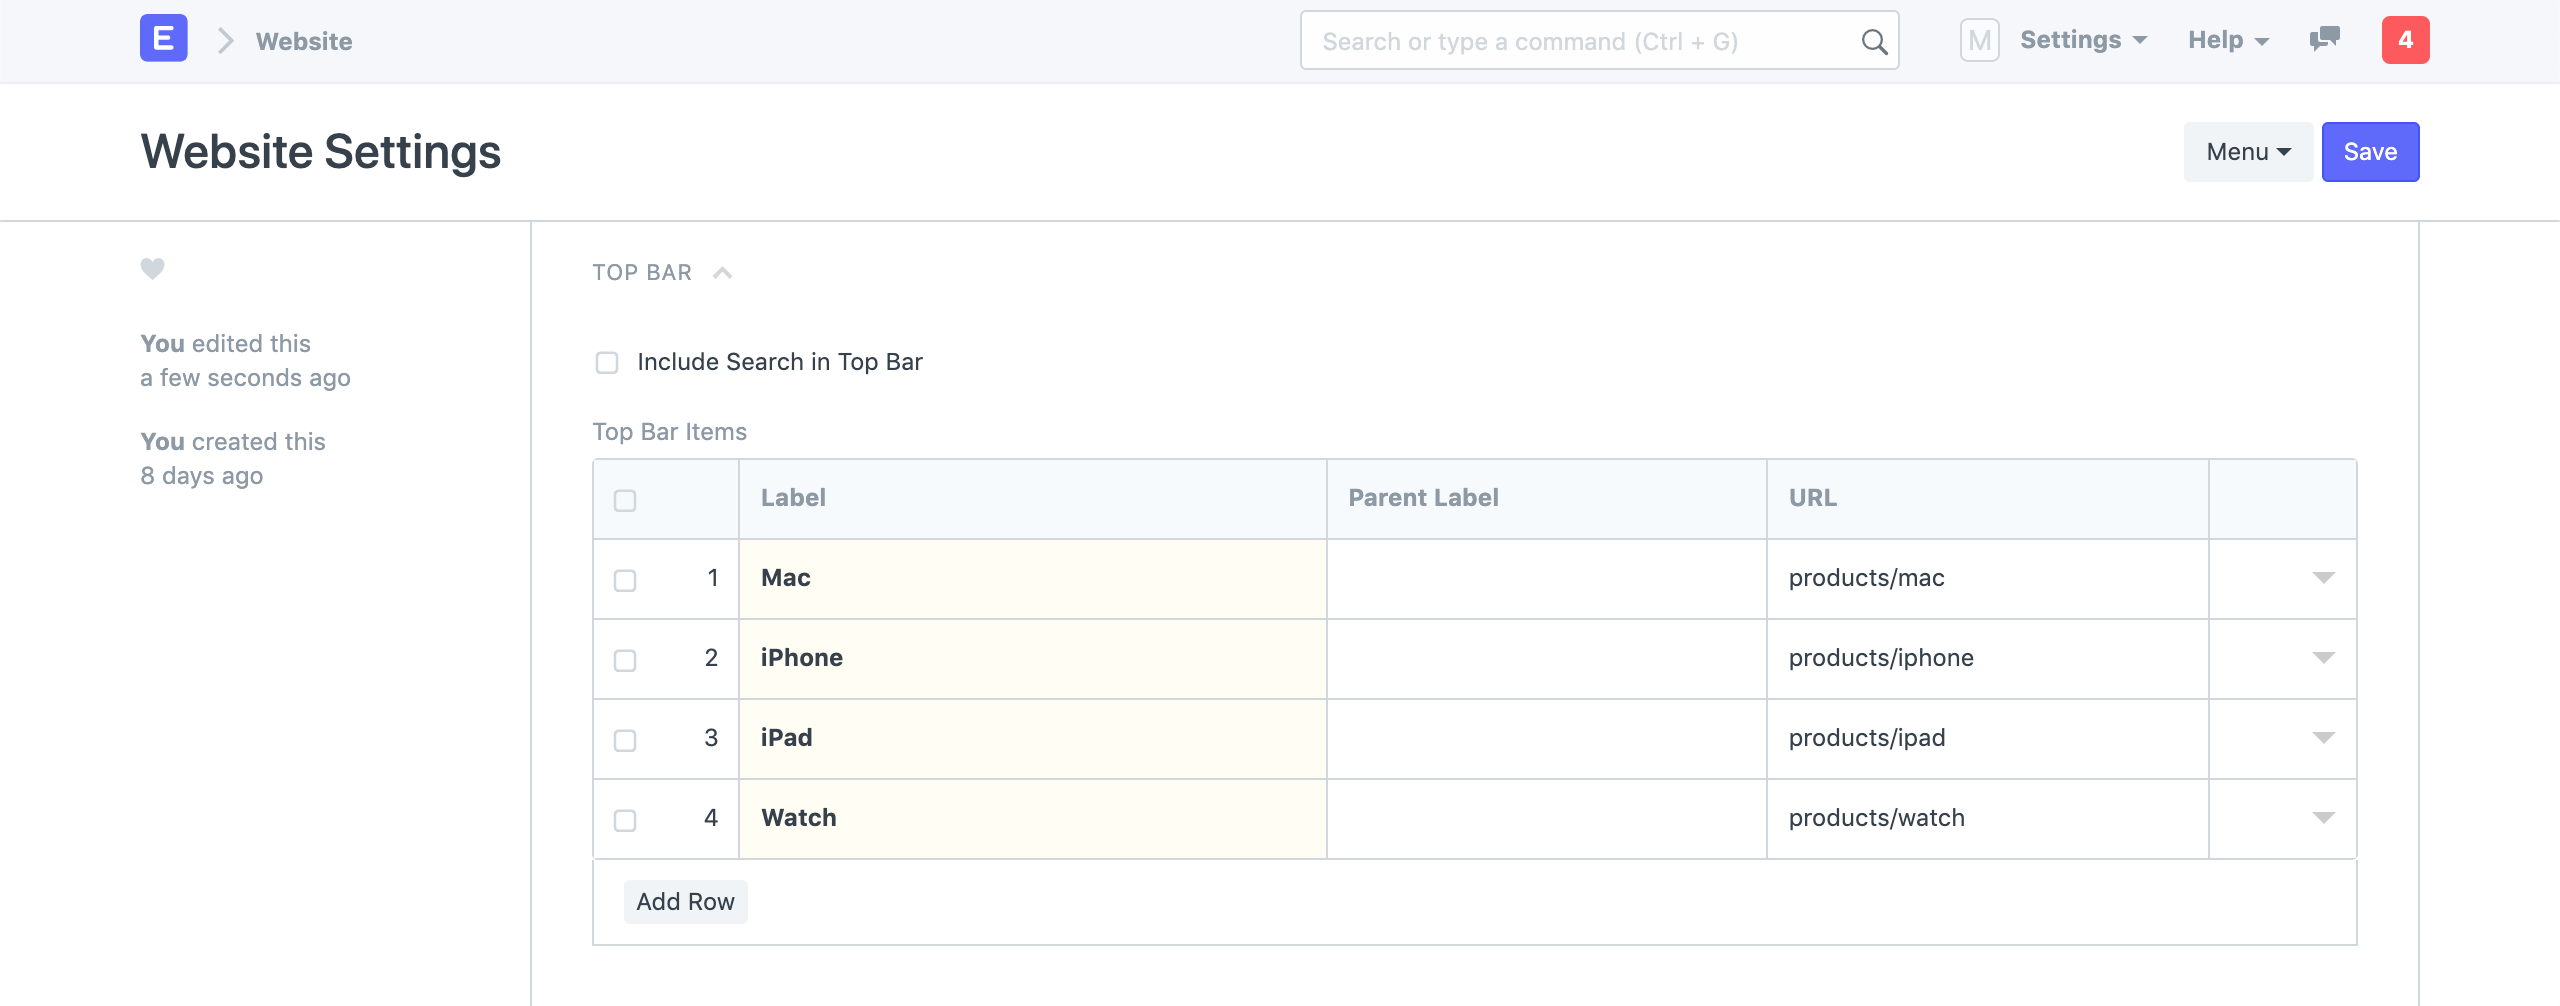 E Website Search or type a command (Ctrl + G) M Settings Help 4
Website Settings Menu Save
TOP BAR
You edited this
a few seconds ago
You created this
8 days ago
Include Search in Top Bar
Top Bar Items
Label Parent Label URL
1 Mac products/mac
2 iPhone products/iphone
3 iPad products/ipad
4 Watch products/watch
Add Row